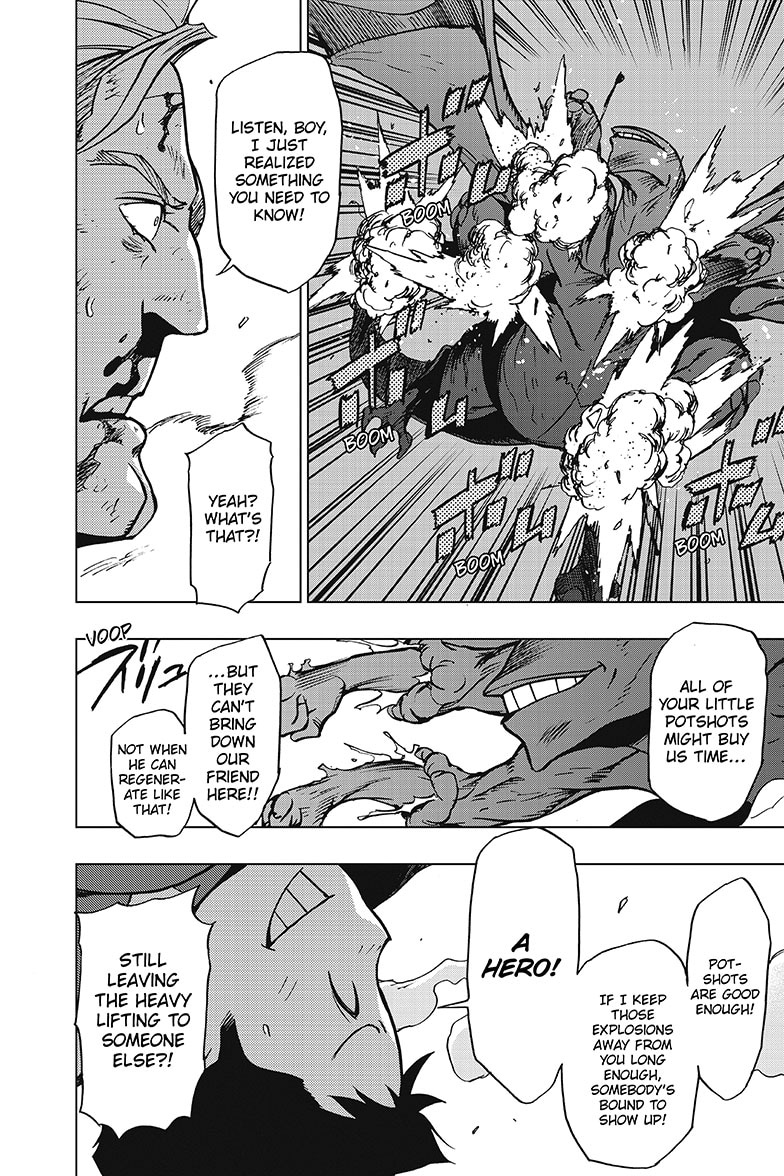 ボボム
BOOM
ボボム
BOOM
ボボム
BOOM
ボボム
BOOM
LISTEN, BOY,
I JUST
REALIZED
SOMETHING
YOU NEED TO
KNOW!
YEAH?
WHAT'S
THAT?!
ALL OF
YOUR LITTLE
POTSHOTS
MIGHT BUY
US TIME...
...BUT
THEY
CAN'T
BRING
DOWN
OUR
FRIEND
HERE!!
NOT WHEN
HE CAN
REGENER-
ATE LIKE
THAT!
VOOP
ズリュ
POT-
SHOTS
ARE GOOD
ENOUGH!
IF I KEEP
THOSE
EXPLOSIONS
AWAY FROM
YOU LONG
ENOUGH,
SOMEBODY'S
BOUND TO
SHOW UP!
A
HERO!
STILL
LEAVING
THE HEAVY
LIFTING TO
SOMEONE
ELSE?!